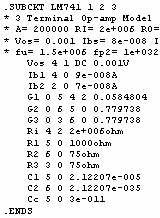 .SUBCKT LM741 1 2 3
* 3 Terminal Op-amp Model
* A= 200000 RI= 2e+006 RO=
* Vos= 0.001 Ibs= 8e-008 I
* fu= 1.5e+006 fp2= 1e+032
Vos 4 1 DC 0.001V
Ib1 4 0 9e-008A
Ib2 2 0 7e-008A
G1 0 5 4 2 0.0584804
G2 0 6 5 0 0.779738
G3 0 3 6 0 0.779738
Ri 4 2 2e+006ohm
R1 5 0 1000ohm
R2 6 0 75ohm
R3 3 0 75ohm
C1 5 0 2.12207e-005
C2 6 0 2.12207e-035
Cc 5 0 3e-011
.ENDS